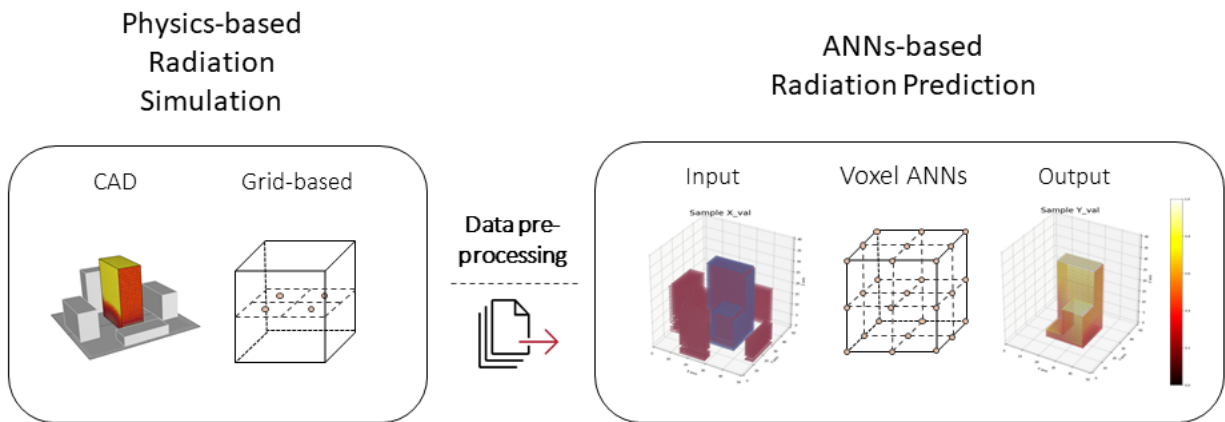 Physics-based
Radiation
Simulation
ANNs-based
Radiation Prediction
CAD
Grid-based
Data pre-
processing
Input
Voxel ANNs
Output
Sample X_val
Sample Y_val